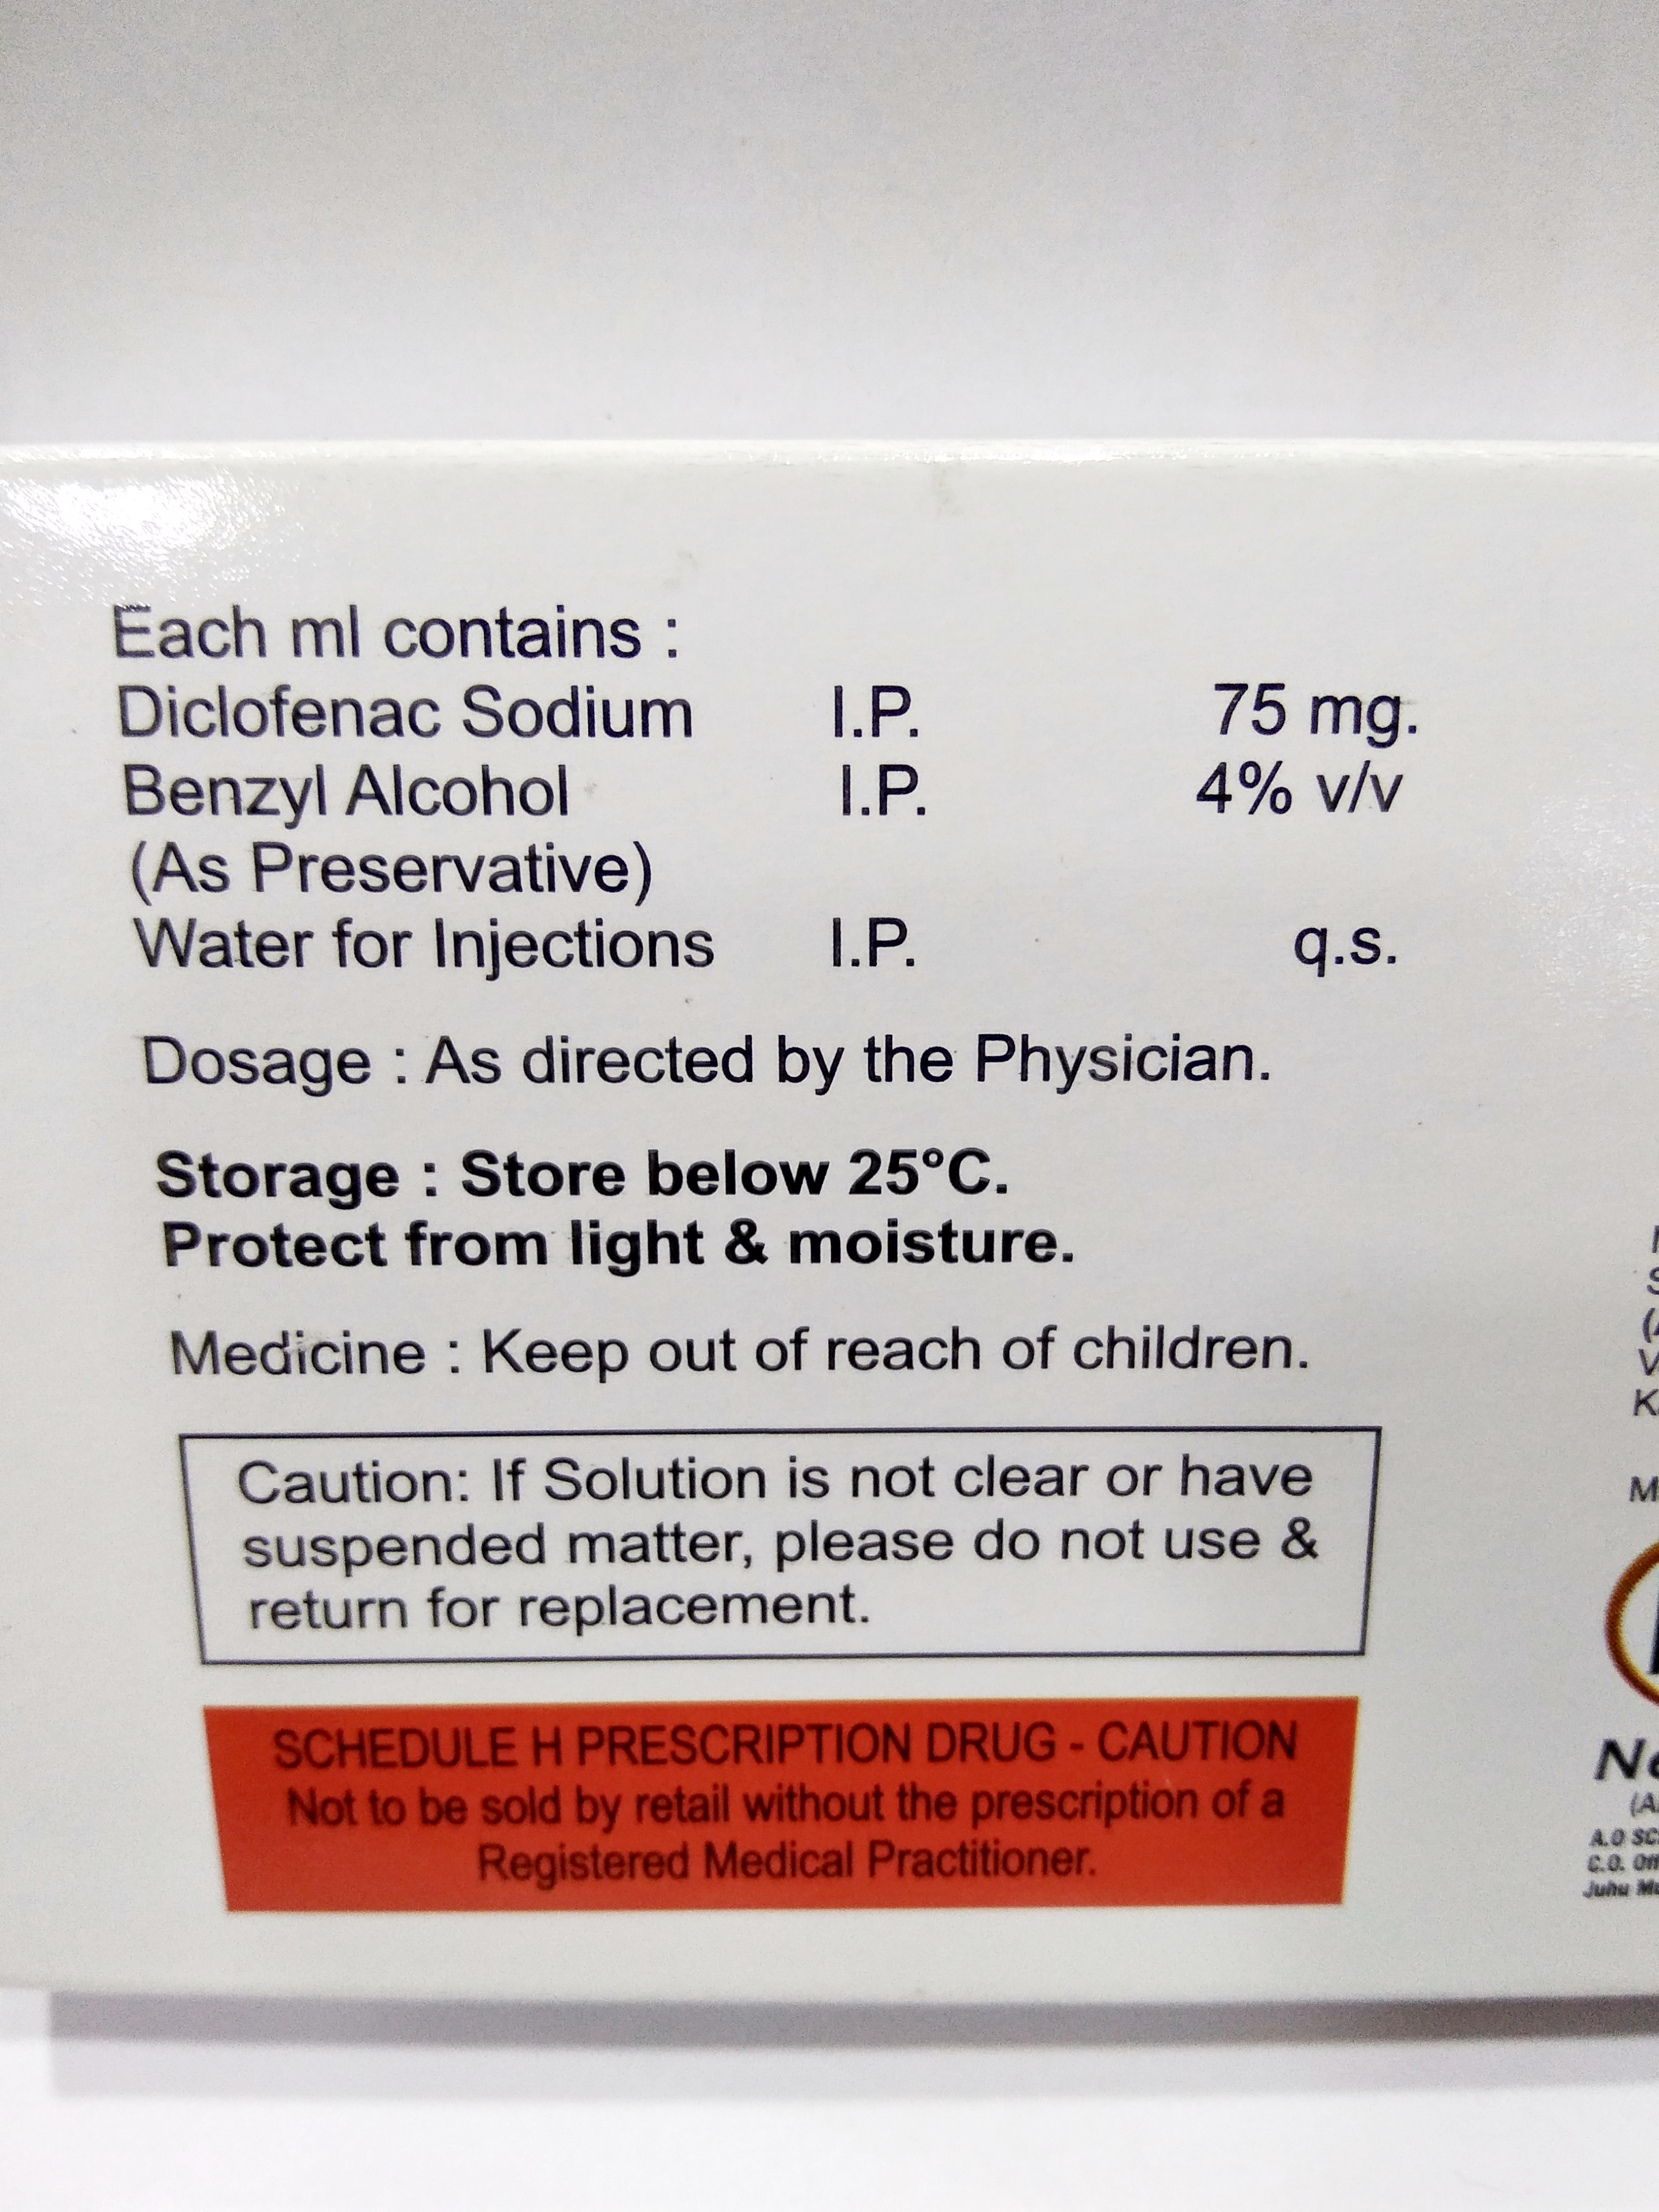 Each ml contains :
Diclofenac Sodium I.P. 75 mg.
Benzyl Alcohol I.P. 4% v/v
(As Preservative)
Water for Injections I.P. q.s.
Dosage : As directed by the Physician.
Storage : Store below 25°C.
Protect from light & moisture.
Medicine : Keep out of reach of children.
Caution: If Solution is not clear or have
suspended matter, please do not use &
return for replacement.
SCHEDULE H PRESCRIPTION DRUG - CAUTION
Not to be sold by retail without the prescription of a
Registered Medical Practitioner.
A.O
C.O.
Juhu